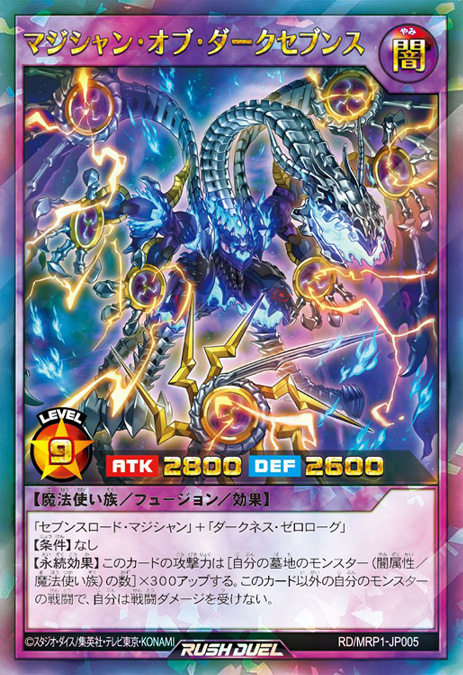 マジシャン・オブ・ダークセブンス
やみ
闇
LEVEL
9
ATK 2800 DEF 2600
【魔法使い族／フュージョン／効果】
「セブンスロード・マジシャン」＋「ダークネス・ゼロローグ」
【条件】なし
【永続効果】このカードの攻撃力は［自分の墓地のモンスター（闇属性／
魔法使い族）の数］×300アップする。このカード以外の自分のモンスター
の戦闘で、自分は戦闘ダメージを受けない。
©スタジオ・ダイス/集英社・テレビ東京・KONAMI
RUSH DUEL
RD/MRP1-JP005